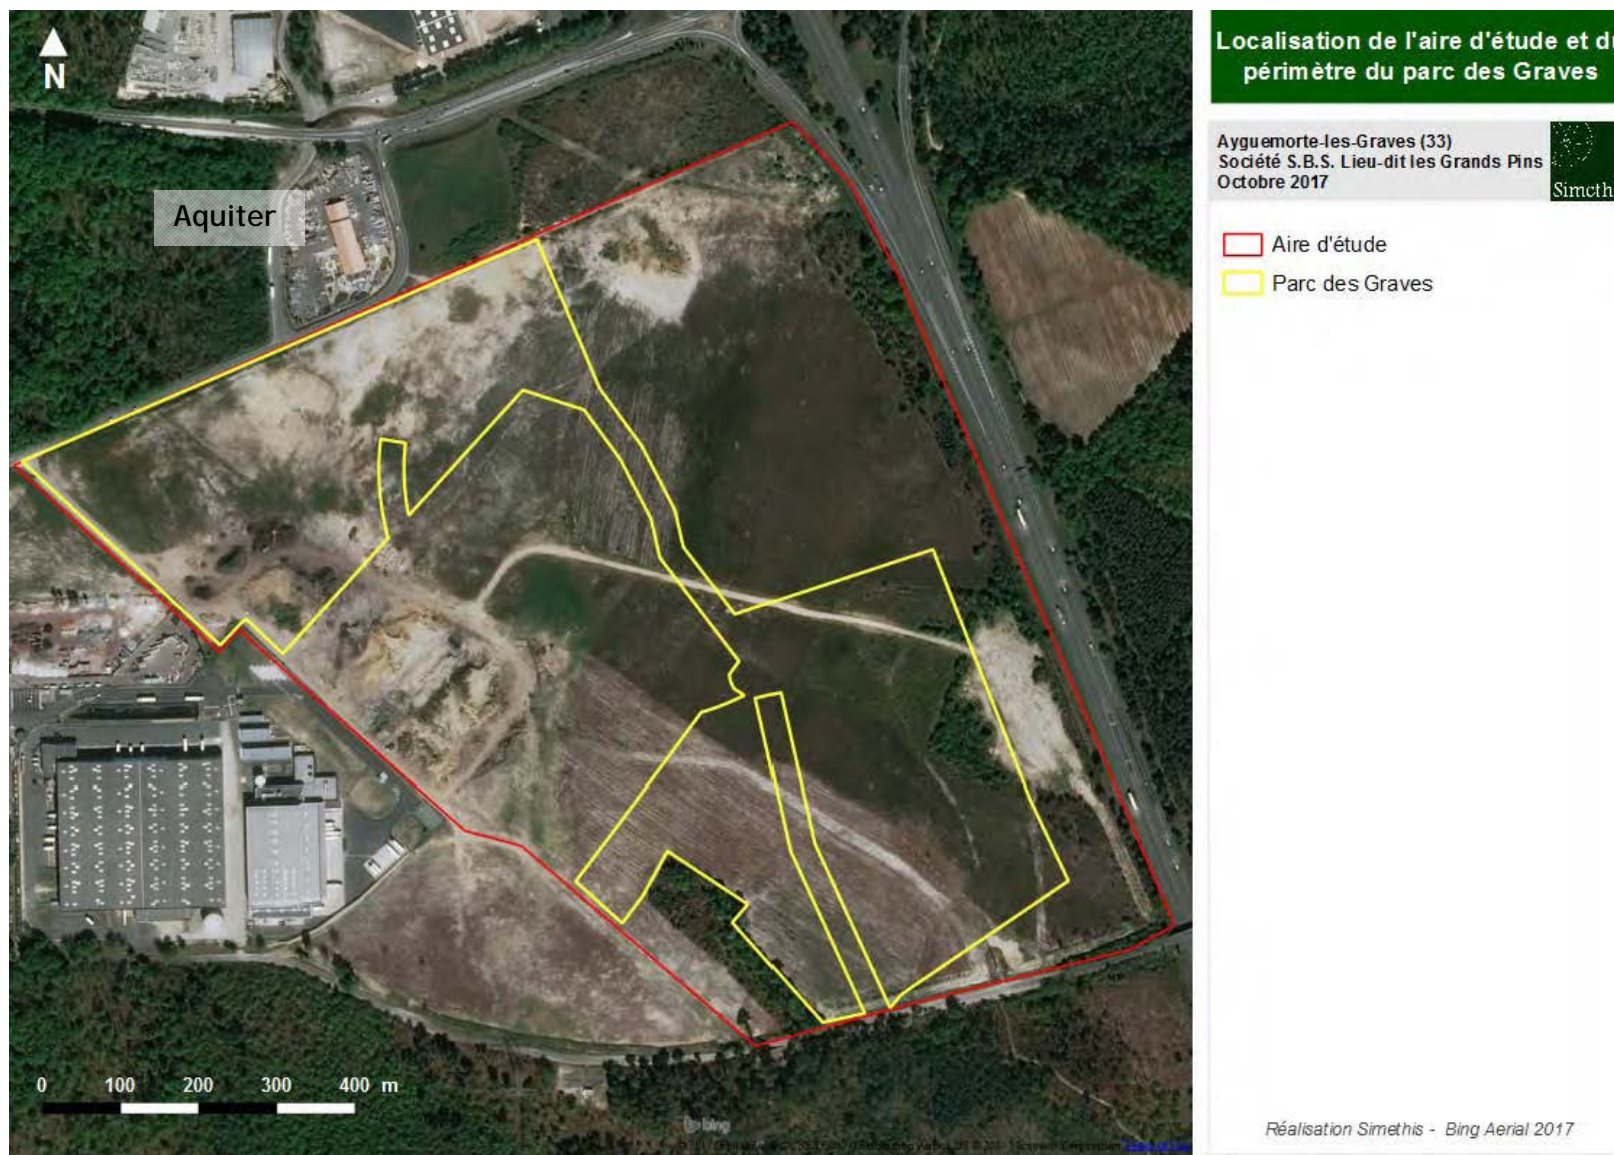 Localisation de l'aire d'étude et du
périmètre du parc des Graves
Ayguemorte-les-Graves (33)
Société S.B.S. Lieu-dit les Grands Pins
Octobre 2017
Simeth
Aire d'étude
Parc des Graves
N
Aquiter
0 100 200 300 400 m
bing
Réalisation Simethis - Bing Aerial 2017